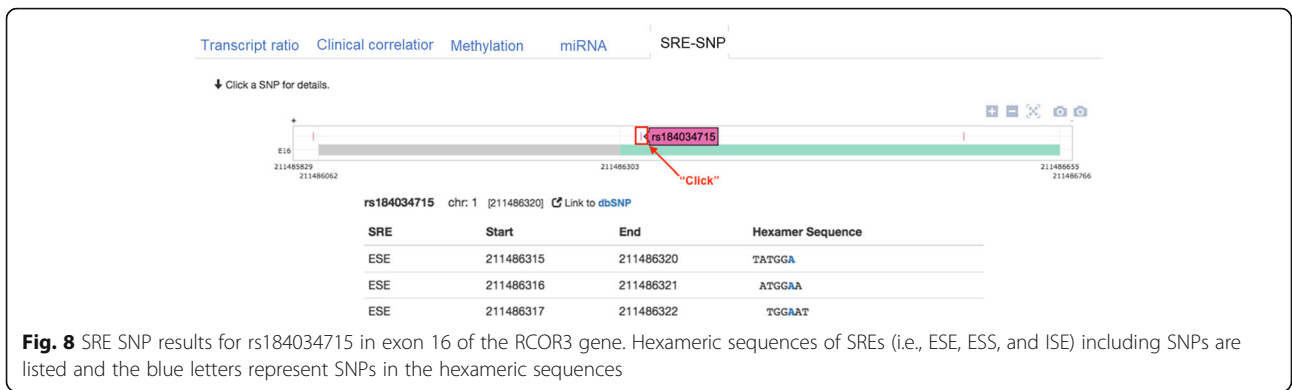 Transcript ratio Clinical correlatior Methylation miRNA SRE-SNP
Click a SNP for details.
+ -
rs184034715
E16
211485829 211486303 211486655
211486062 211486766
"Click"
rs184034715 chr: 1 [211486320] Link to dbSNP
SRE Start End Hexamer Sequence
ESE 211486315 211486320 TATGGA
ESE 211486316 211486321 ATGGAA
ESE 211486317 211486322 TGGAAT
Fig. 8 SRE SNP results for rs184034715 in exon 16 of the RCOR3 gene. Hexameric sequences of SREs (i.e., ESE, ESS, and ISE) including SNPs are
listed and the blue letters represent SNPs in the hexameric sequences